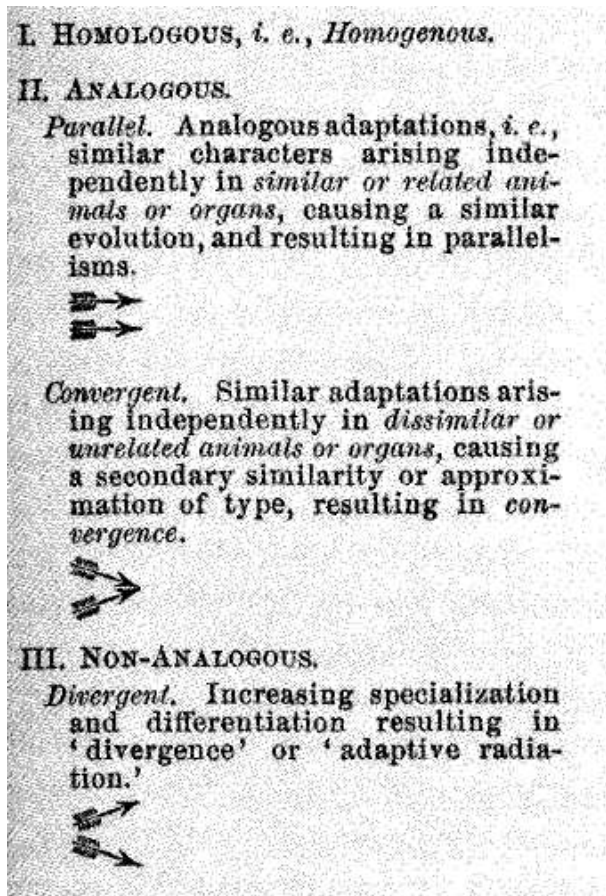 I. HOMOLOGOUS, i. e., Homogenous.
II. ANALOGOUS.
Parallel. Analogous adaptations, i. e.,
similar characters arising inde-
pendently in similar or related ani-
mals or organs, causing a similar
evolution, and resulting in parallel-
isms.
Convergent. Similar adaptations aris-
ing independently in dissimilar or
unrelated animals or organs, causing
a secondary similarity or approxi-
mation of type, resulting in con-
vergence.
III. NON-ANALOGOUS.
Divergent. Increasing specialization
and differentiation resulting in
‘divergence’ or ‘adaptive radia-
tion.’